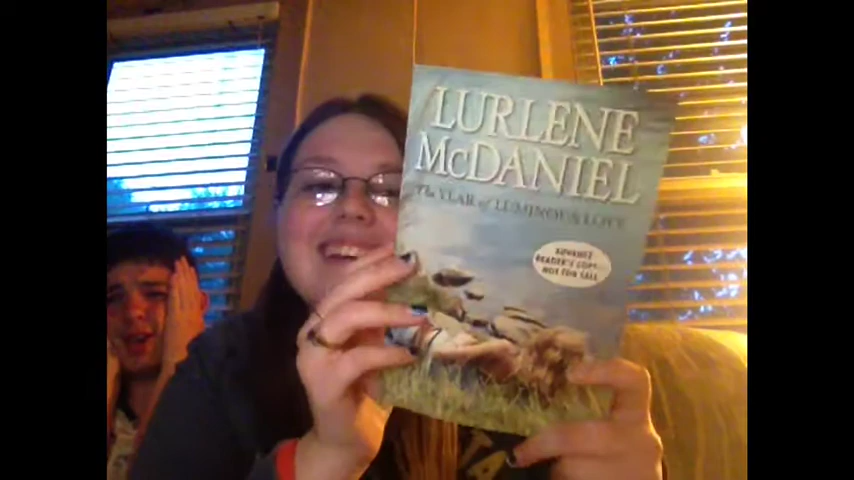 LURLENE
McDANIEL
The YEAR of LUMINOUS LOVE
ADVANCE
READER'S COPY
NOT FOR SALE